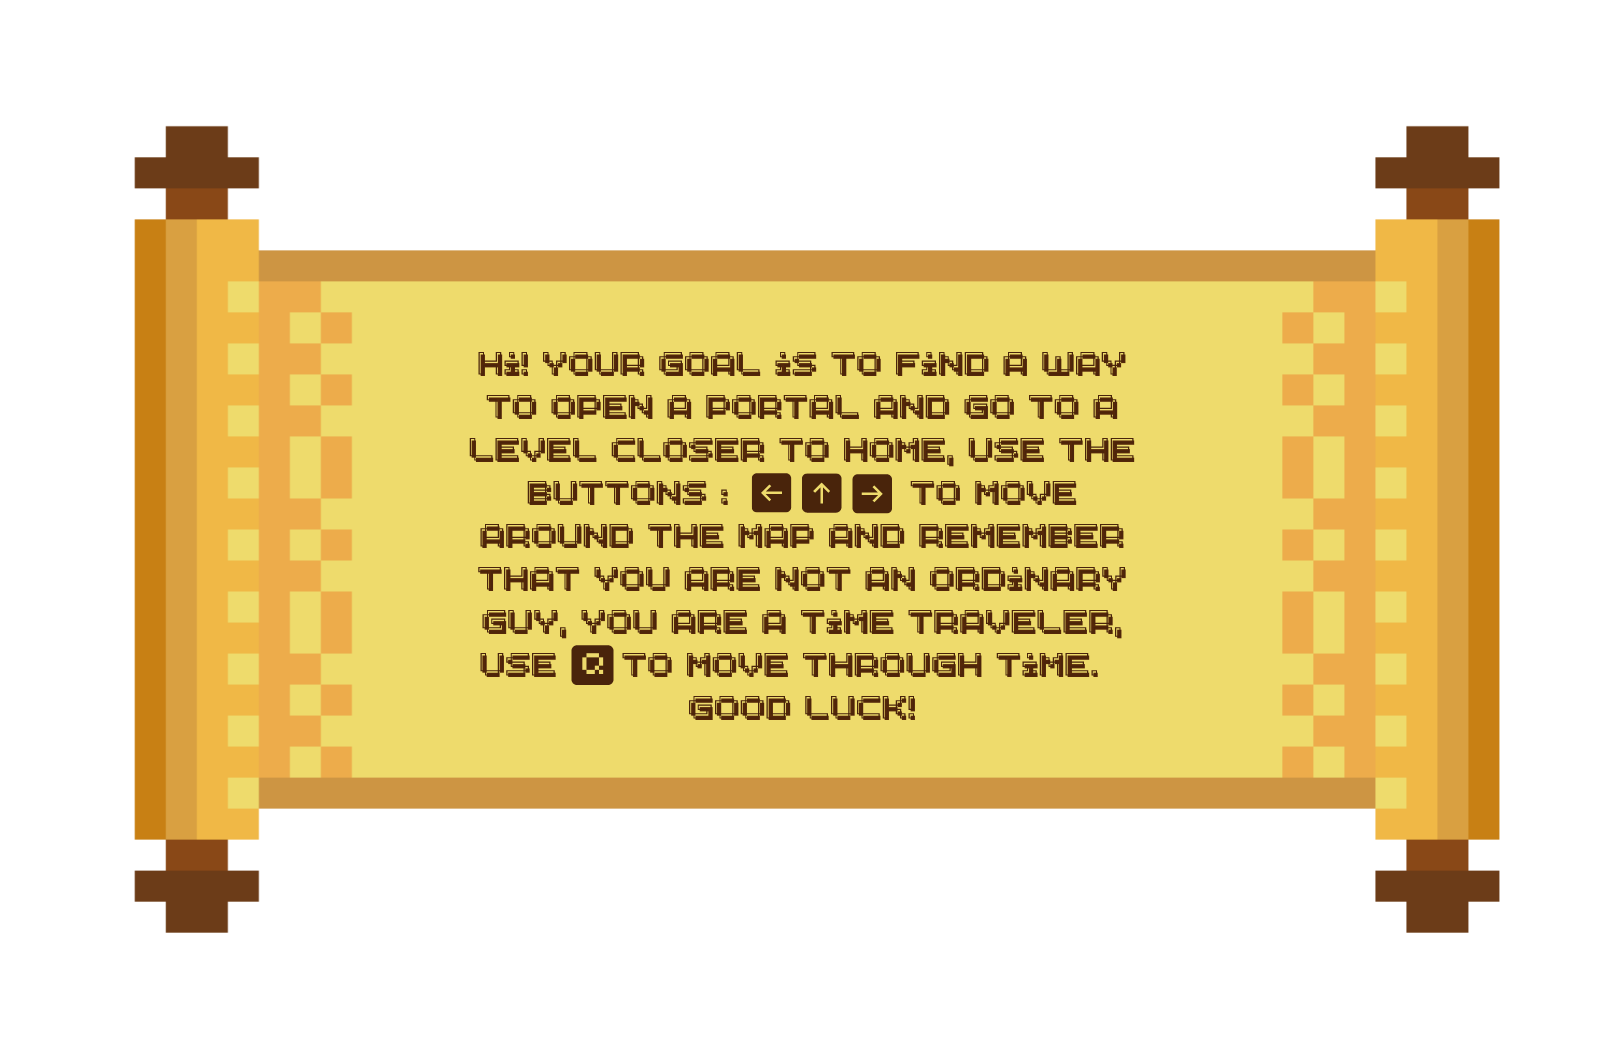 Hi! YOUR GOAL iS TO FiND A WAY
TO OPEN A PORTAL AND GO TO A
LEVEL CLOSER TO HOME, USE THE
BUTTONS : ← ↑ → TO MOVE
AROUND THE MAP AND REMEMBER
THAT YOU ARE NOT AN ORDiNARY
GUY, YOU ARE A TiME TRAVELER,
USE Q TO MOVE THROUGH TiME.
GOOD LUCK!